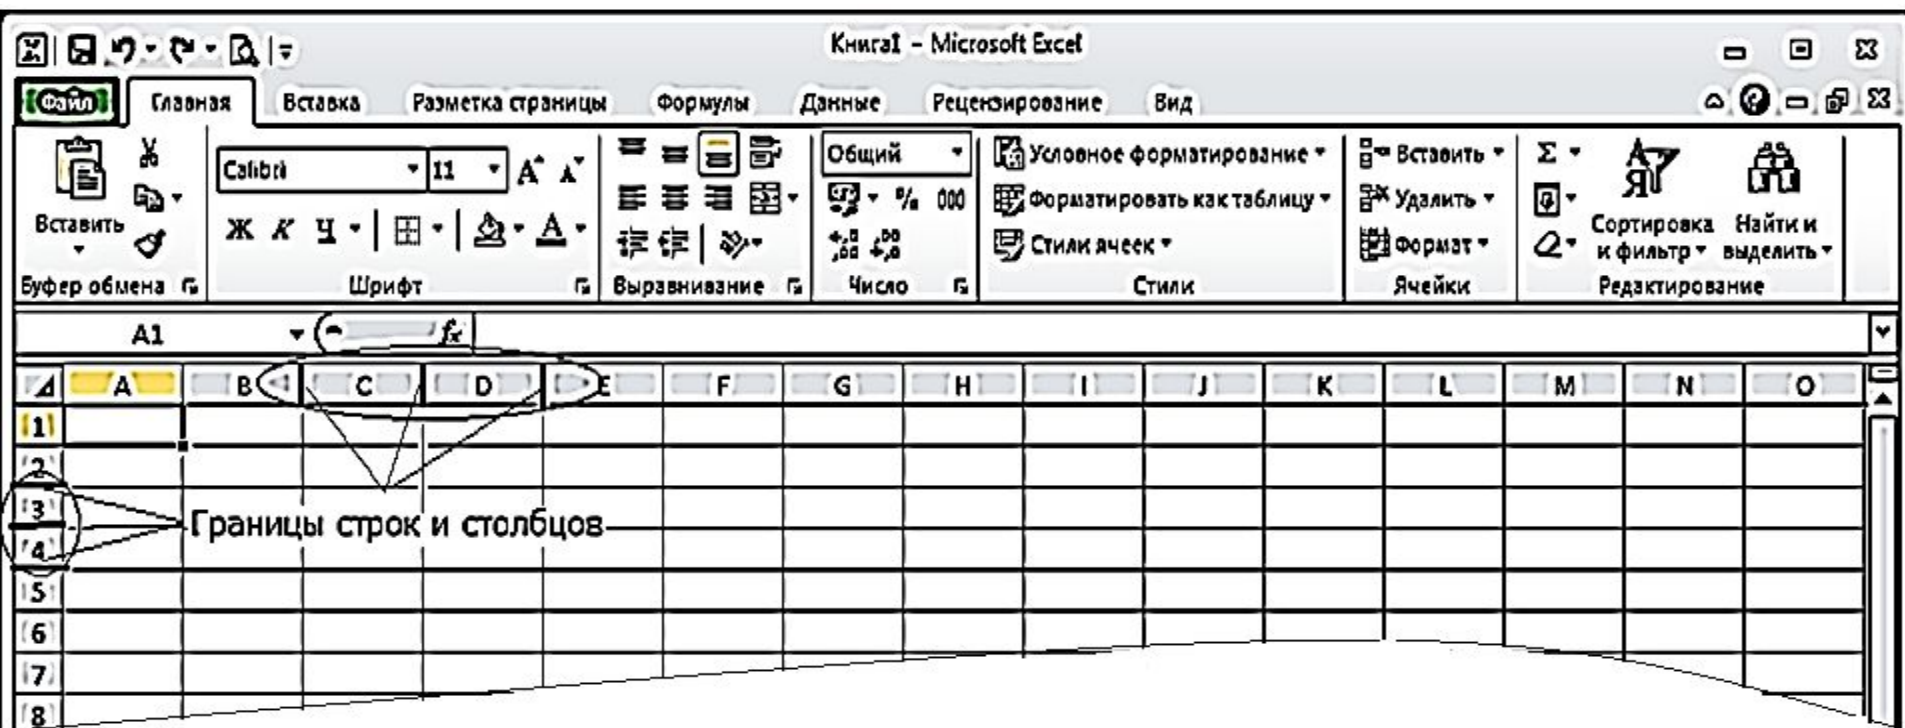 Книга1 - Microsoft Excel
Файл Главная Вставка Разметка страницы Формулы Данные Рецензирование Вид
Calibri 11 A A Общий Условное форматирование Вставить Σ
Ж К Ч A % 000 Форматировать как таблицу Удалить
Вставить Стили ячеек Формат Сортировка и фильтр Найти и выделить
Буфер обмена Шрифт Выравнивание Число Стили Ячейки Редактирование
A1 fx
A B C D E F G H I J K L M N O
1
2
3
Границы строк и столбцов
4
5
6
7
8